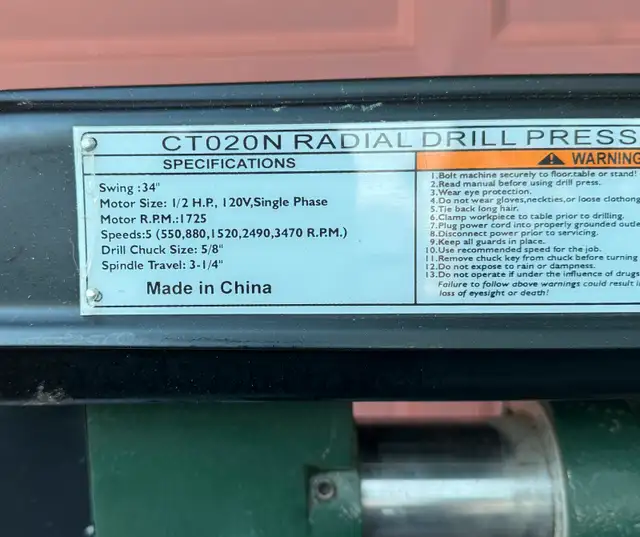 CT020N RADIAL DRILL PRESS
SPECIFICATIONS
Swing :34"
Motor Size: 1/2 H.P., 120V,Single Phase
Motor R.P.M.:1725
Speeds:5 (550,880,1520,2490,3470 R.P.M.)
Drill Chuck Size: 5/8"
Spindle Travel: 3-1/4"
Made in China
WARNING
1.Bolt machine securely to floor.table or stand!
2.Read manual before using drill press.
3.Wear eye protection.
4.Do not wear gloves,neckties,or loose clothong
5.Tie back long hair.
6.Clamp workpiece to table prior to drilling.
7.Plug power cord into properly grounded outle
8.Disconnect power prior to servicing.
9.Keep all guards in place.
10.Use recommended speed for the job.
11.Remove chuck key from chuck before turning
12.Do not expose to rain or dampness.
13.Do not operate if under the influence of drugs
Failure to follow above warnings could result i
loss of eyesight or death!